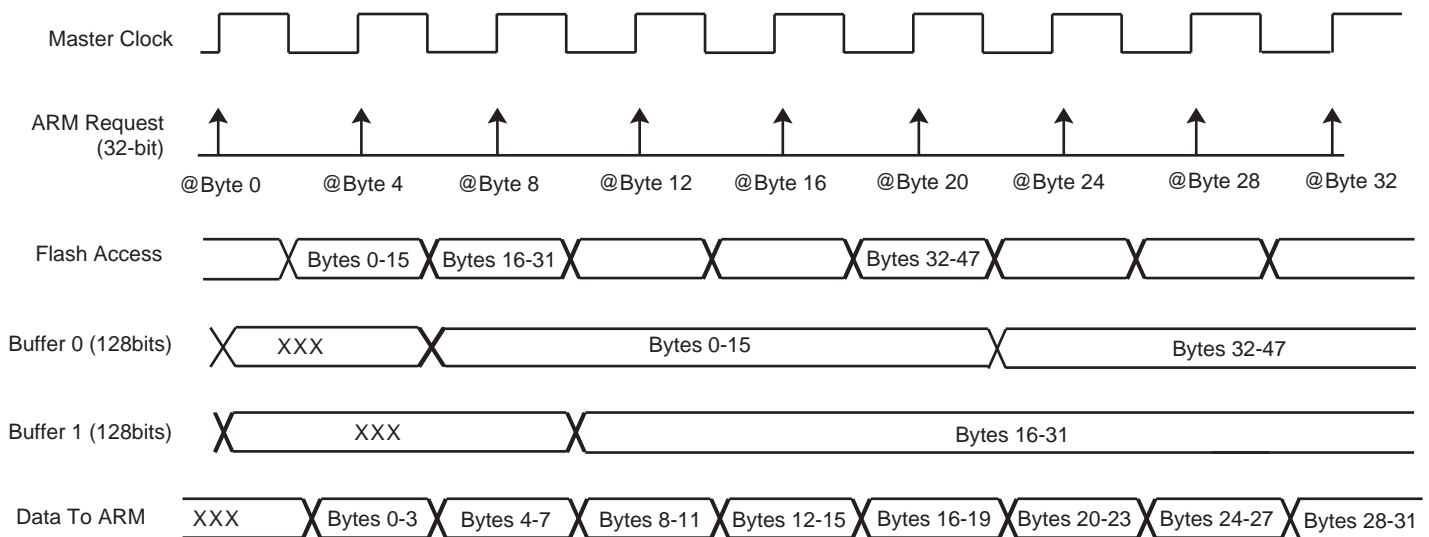 Master Clock
ARM Request
(32-bit)
@Byte 0 @Byte 4 @Byte 8 @Byte 12 @Byte 16 @Byte 20 @Byte 24 @Byte 28 @Byte 32
Flash Access Bytes 0-15 Bytes 16-31 Bytes 32-47
Buffer 0 (128bits) XXX Bytes 0-15 Bytes 32-47
Buffer 1 (128bits) XXX Bytes 16-31
Data To ARM XXX Bytes 0-3 Bytes 4-7 Bytes 8-11 Bytes 12-15 Bytes 16-19 Bytes 20-23 Bytes 24-27 Bytes 28-31